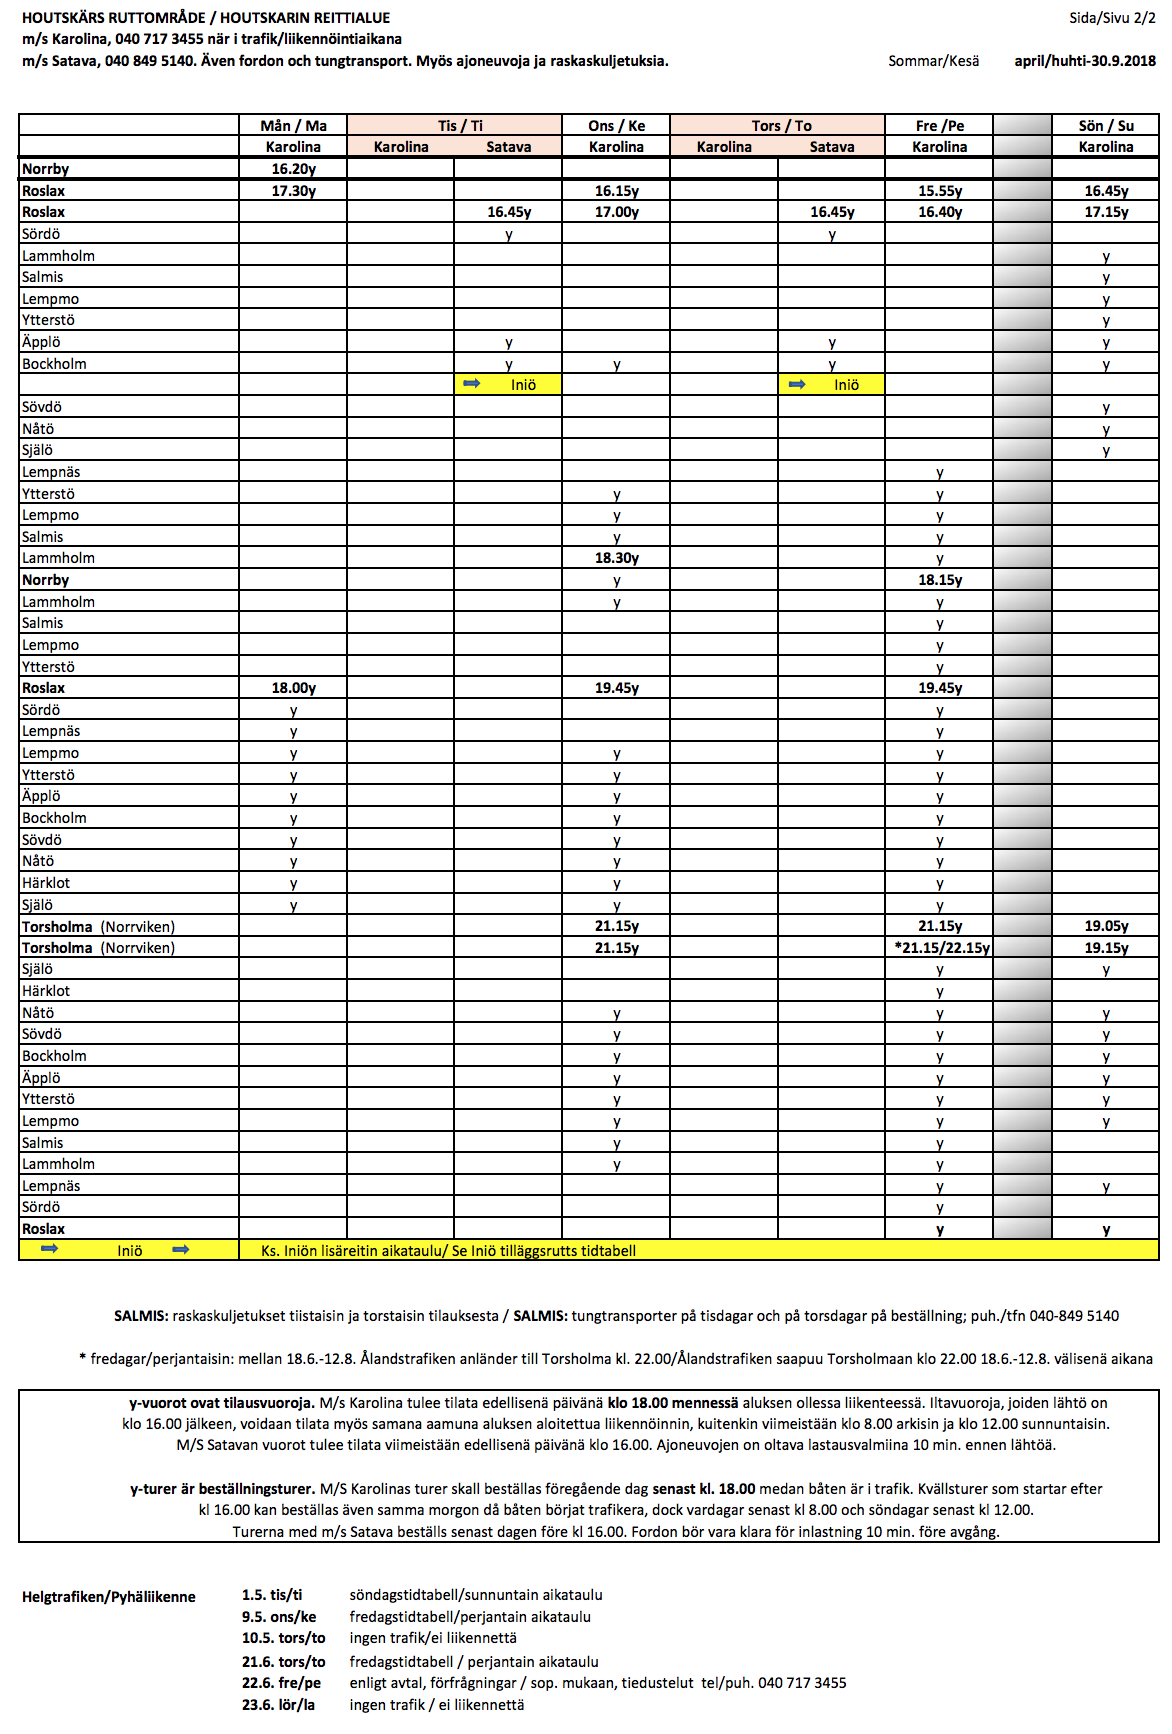 HOUTSKÄRS RUTTOMRÅDE / HOUTSKARIN REITTIALUE Sida/Sivu 2/2
m/s Karolina, 040 717 3455 när i trafik/liikennöintiaikana
m/s Satava, 040 849 5140. Även fordon och tungtransport. Myös ajoneuvoja ja raskaskuljetuksia. Sommar/Kesä april/huhti-30.9.2018
Mån / Ma Tis / Ti Ons / Ke Tors / To Fre /Pe Sön / Su
Karolina Karolina Satava Karolina Karolina Satava Karolina Karolina
Norrby 16.20y
Roslax 17.30y 16.15y 15.55y 16.45y
Roslax 16.45y 17.00y 16.45y 16.40y 17.15y
Sördö y y
Lammholm y
Salmis y
Lempmo y
Ytterstö y
Äpplö y y y
Bockholm y y y y
Iniö Iniö
Sövdö y
Nåtö y
Själö y
Lempnäs y
Ytterstö y y
Lempmo y y
Salmis y y
Lammholm 18.30y y
Norrby y 18.15y
Lammholm y y
Salmis y
Lempmo y
Ytterstö y
Roslax 18.00y 19.45y 19.45y
Sördö y y
Lempnäs y y
Lempmo y y y
Ytterstö y y y
Äpplö y y y
Bockholm y y y
Sövdö y y y
Nåtö y y y
Härklot y y y
Själö y y y
Torsholma (Norrviken) 21.15y 21.15y 19.05y
Torsholma (Norrviken) 21.15y *21.15/22.15y 19.15y
Själö y y
Härklot y
Nåtö y y y
Sövdö y y y
Bockholm y y y
Äpplö y y y
Ytterstö y y y
Lempmo y y y
Salmis y y
Lammholm y y
Lempnäs y y
Sördö y
Roslax y y
Iniö Ks. Iniön lisäreitin aikataulu/ Se Iniö tilläggsrutts tidtabell
SALMIS: raskaskuljetukset tiistaisin ja torstaisin tilauksesta / SALMIS: tungtransporter på tisdagar och på torsdagar på beställning; puh./tfn 040-849 5140
* fredagar/perjantaisin: mellan 18.6.-12.8. Ålandstrafiken anländer till Torsholma kl. 22.00/Ålandstrafiken saapuu Torsholmaan klo 22.00 18.6.-12.8. välisenä aikana
y-vuorot ovat tilausvuoroja. M/s Karolina tulee tilata edellisenä päivänä klo 18.00 mennessä aluksen ollessa liikenteessä. Iltavuoroja, joiden lähtö on
klo 16.00 jälkeen, voidaan tilata myös samana aamuna aluksen aloitettua liikennöinnin, kuitenkin viimeistään klo 8.00 arkisin ja klo 12.00 sunnuntaisin.
M/S Satavan vuorot tulee tilata viimeistään edellisenä päivänä klo 16.00. Ajoneuvojen on oltava lastausvalmiina 10 min. ennen lähtöä.
y-turer är beställningsturer. M/S Karolinas turer skall beställas föregående dag senast kl. 18.00 medan båten är i trafik. Kvällsturer som startar efter
kl 16.00 kan beställas även samma morgon då båten börjat trafikera, dock vardagar senast kl 8.00 och söndagar senast kl 12.00.
Turerna med m/s Satava beställs senast dagen före kl 16.00. Fordon bör vara klara för inlastning 10 min. före avgång.
Helgtrafiken/Pyhäliikenne 1.5. tis/ti söndagstidtabell/sunnuntain aikataulu
9.5. ons/ke fredagstidtabell/perjantain aikataulu
10.5. tors/to ingen trafik/ei liikennettä
21.6. tors/to fredagstidtabell / perjantain aikataulu
22.6. fre/pe enligt avtal, förfrågningar / sop. mukaan, tiedustelut tel/puh. 040 717 3455
23.6. lör/la ingen trafik / ei liikennettä